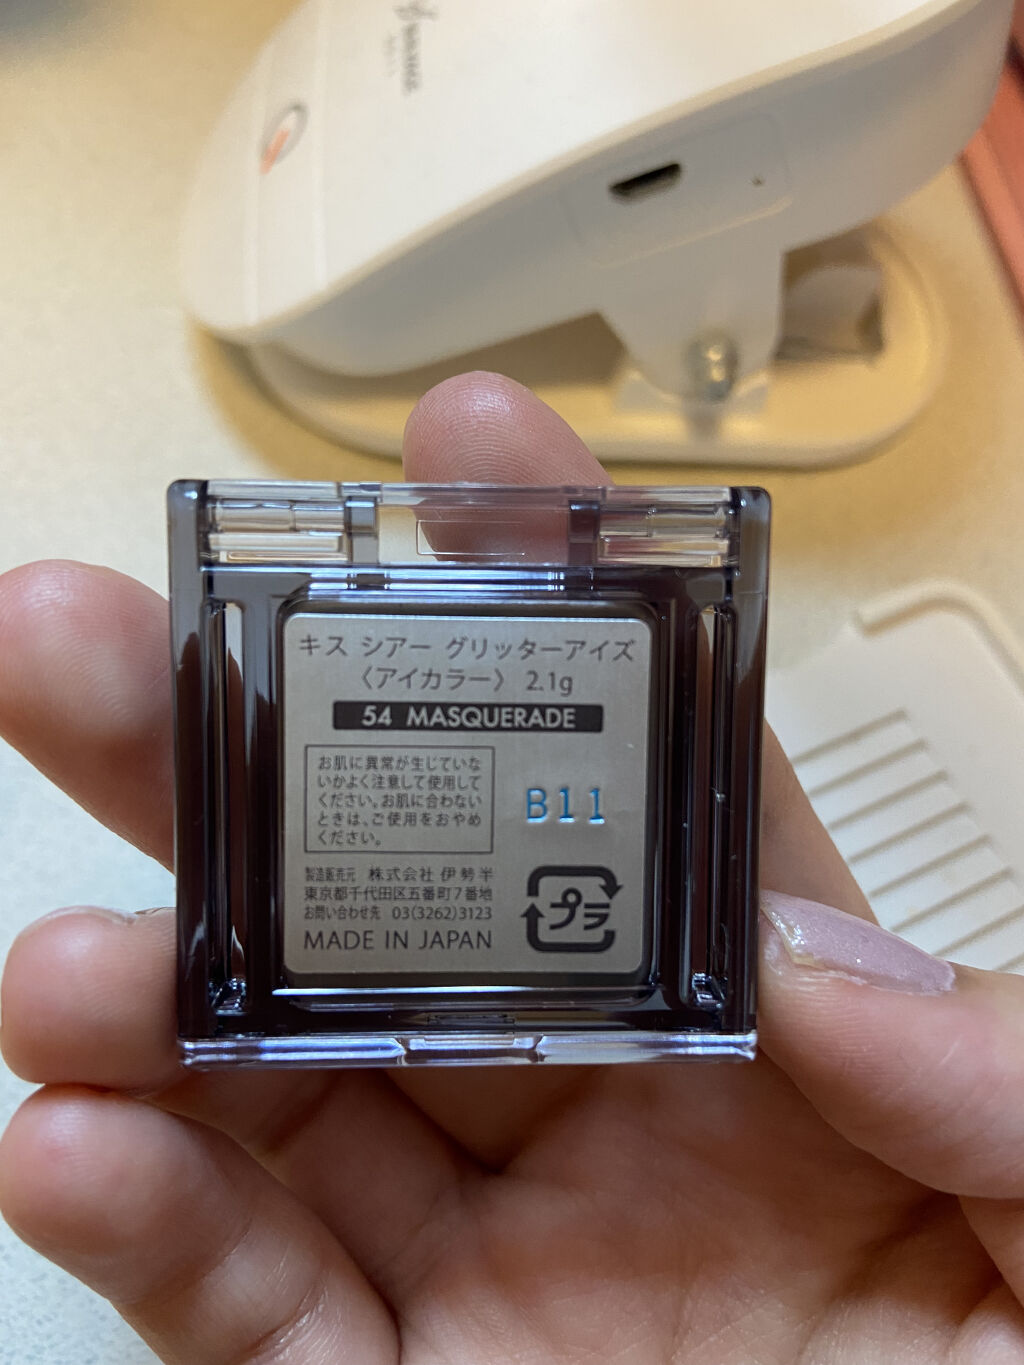 キス シアー グリッターアイズ
〈アイカラー〉 2.1g
54 MASQUERADE
お肌に異常が生じていな
いかよく注意して使用して
ください。お肌に合わない
ときは、ご使用をおやめ
ください。
B11
製造販売元 株式会社 伊勢半
東京都千代田区五番町7番地
お問い合わせ先 03(3262)3123
MADE IN JAPAN
プラ